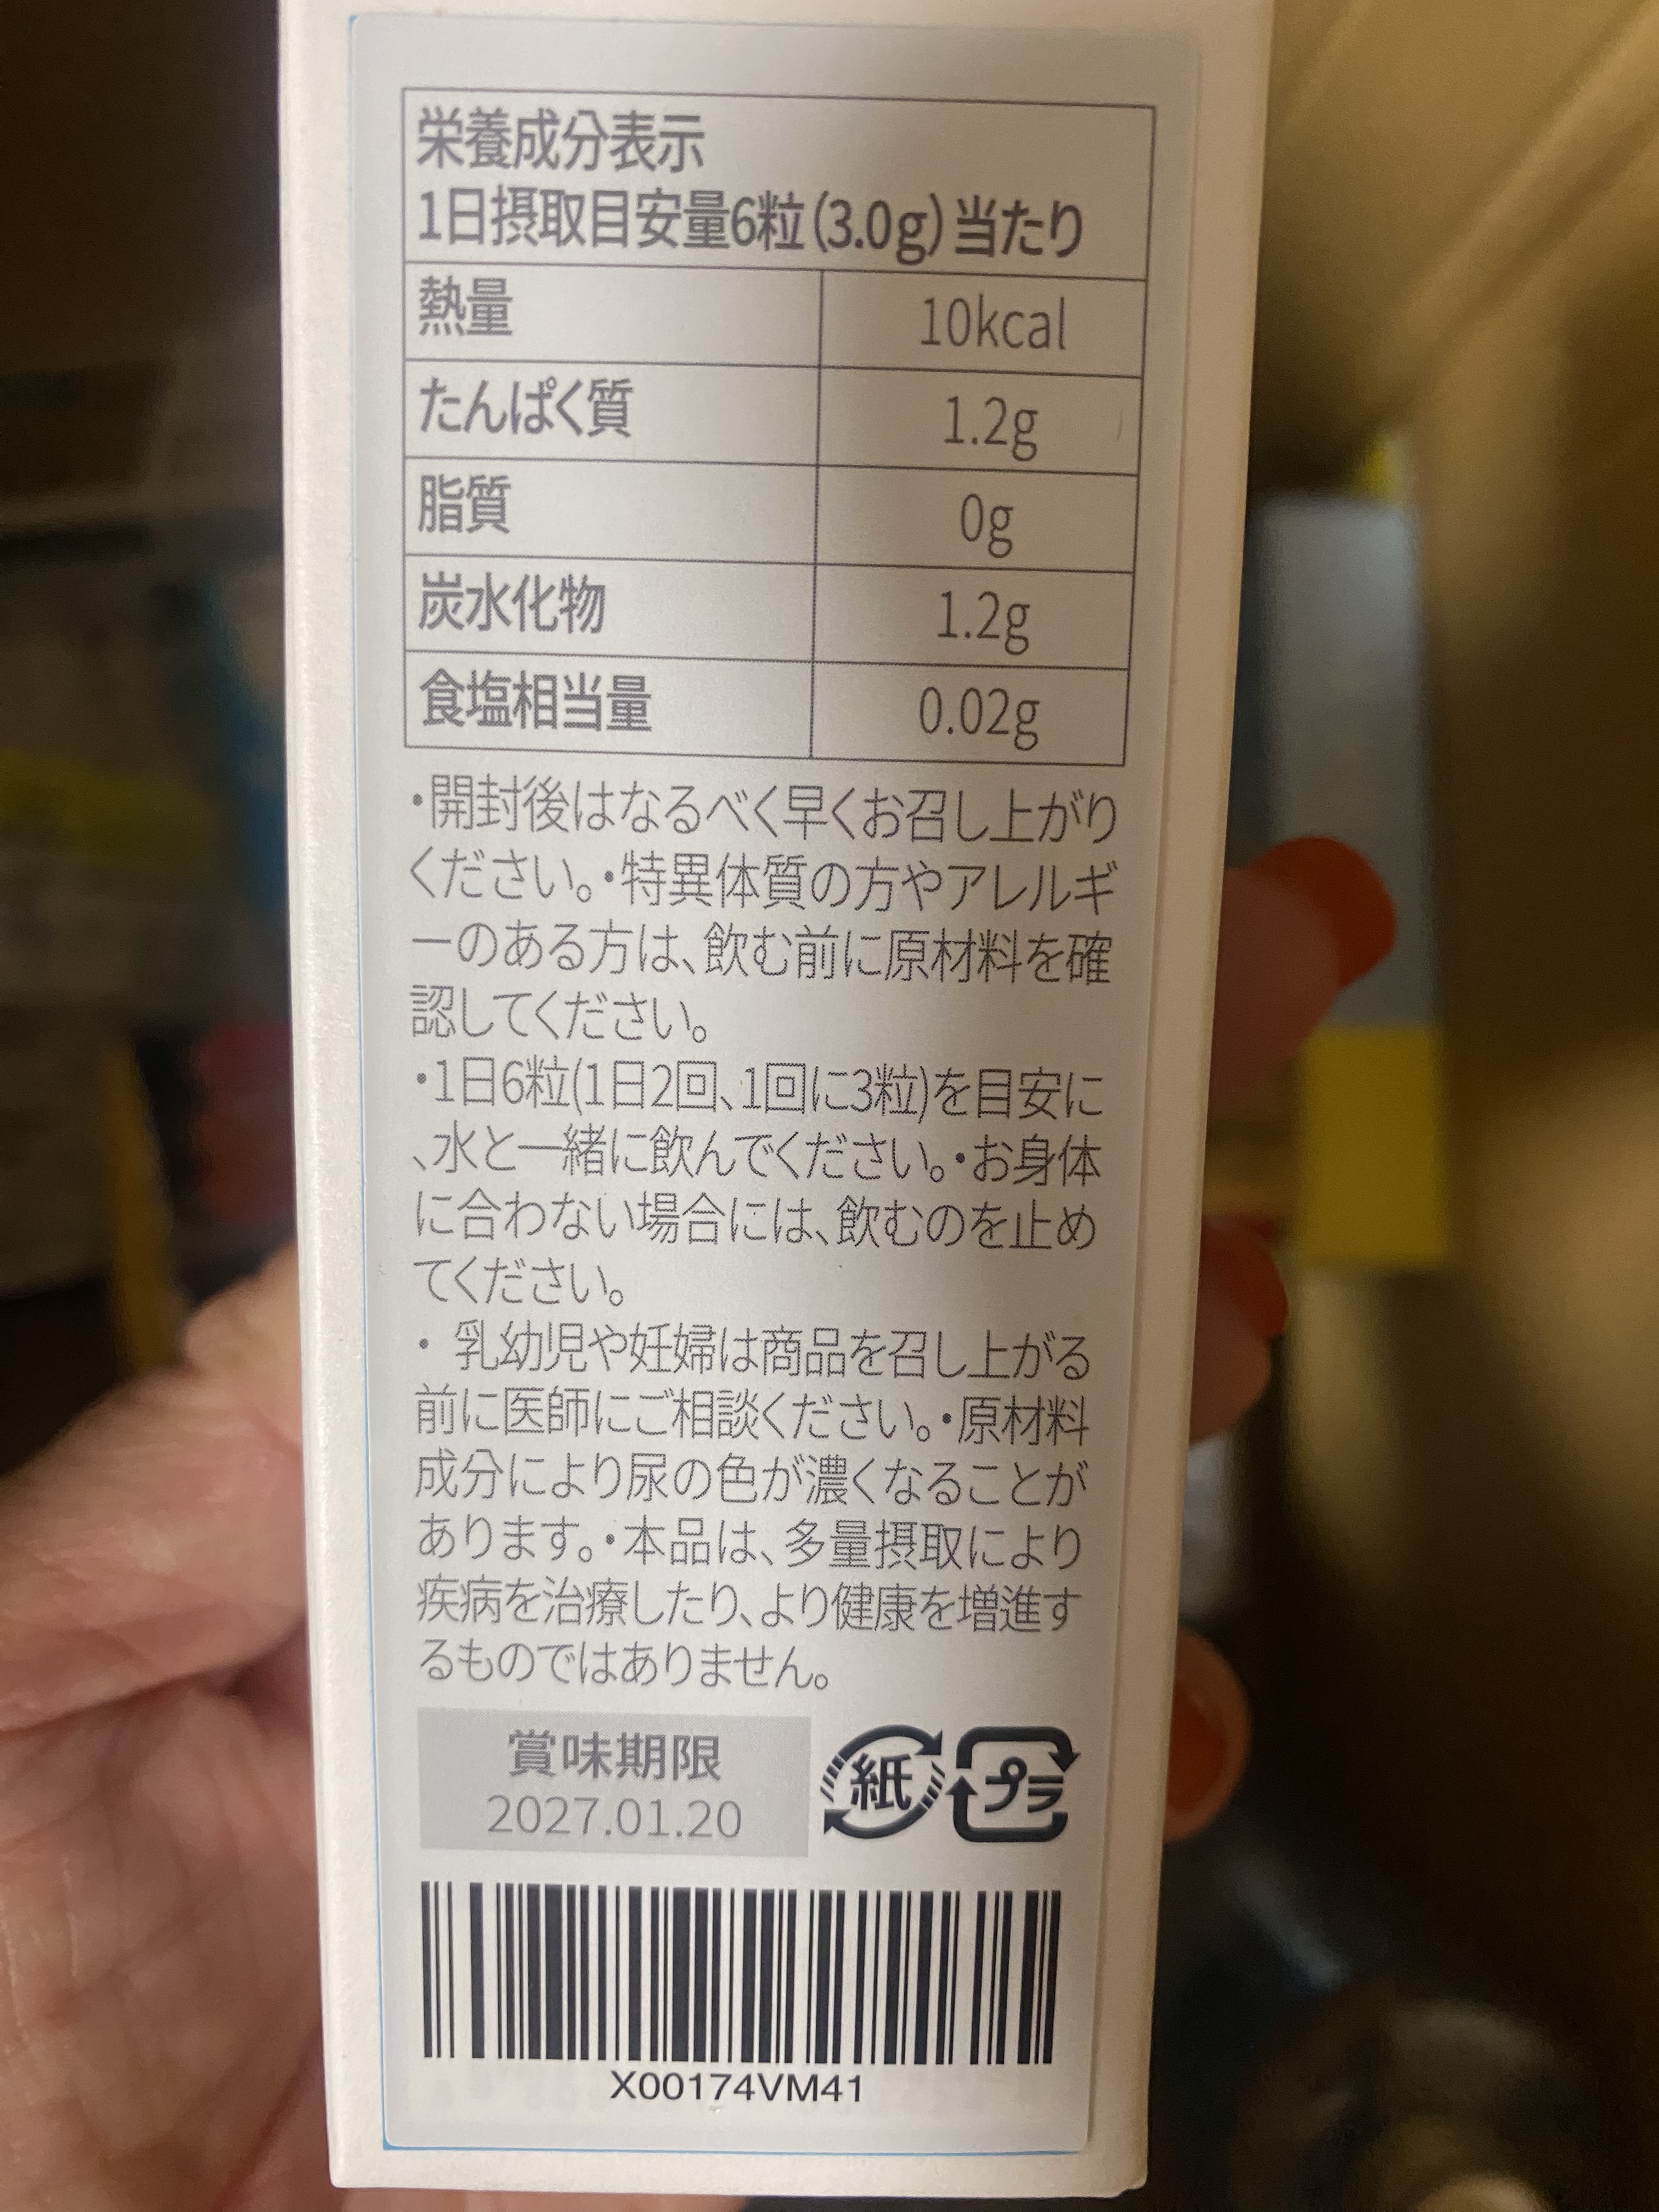 栄養成分表示
1日摂取目安量6粒(3.0g)当たり
熱量 10kcal
たんぱく質 1.2g
脂質 0g
炭水化物 1.2g
食塩相当量 0.02g
・開封後はなるべく早くお召し上がり
ください。・特異体質の方やアレルギ
ーのある方は、飲む前に原材料を確
認してください。
・1日6粒(1日2回、1回に3粒)を目安に
、水と一緒に飲んでください。・お身体
に合わない場合には、飲むのを止め
てください。
・ 乳幼児や妊婦は商品を召し上がる
前に医師にご相談ください。・原材料
成分により尿の色が濃くなることが
あります。・本品は、多量摂取により
疾病を治療したり、より健康を増進す
るものではありません。
賞味期限
2027.01.20
紙 プラ
X00174VM41